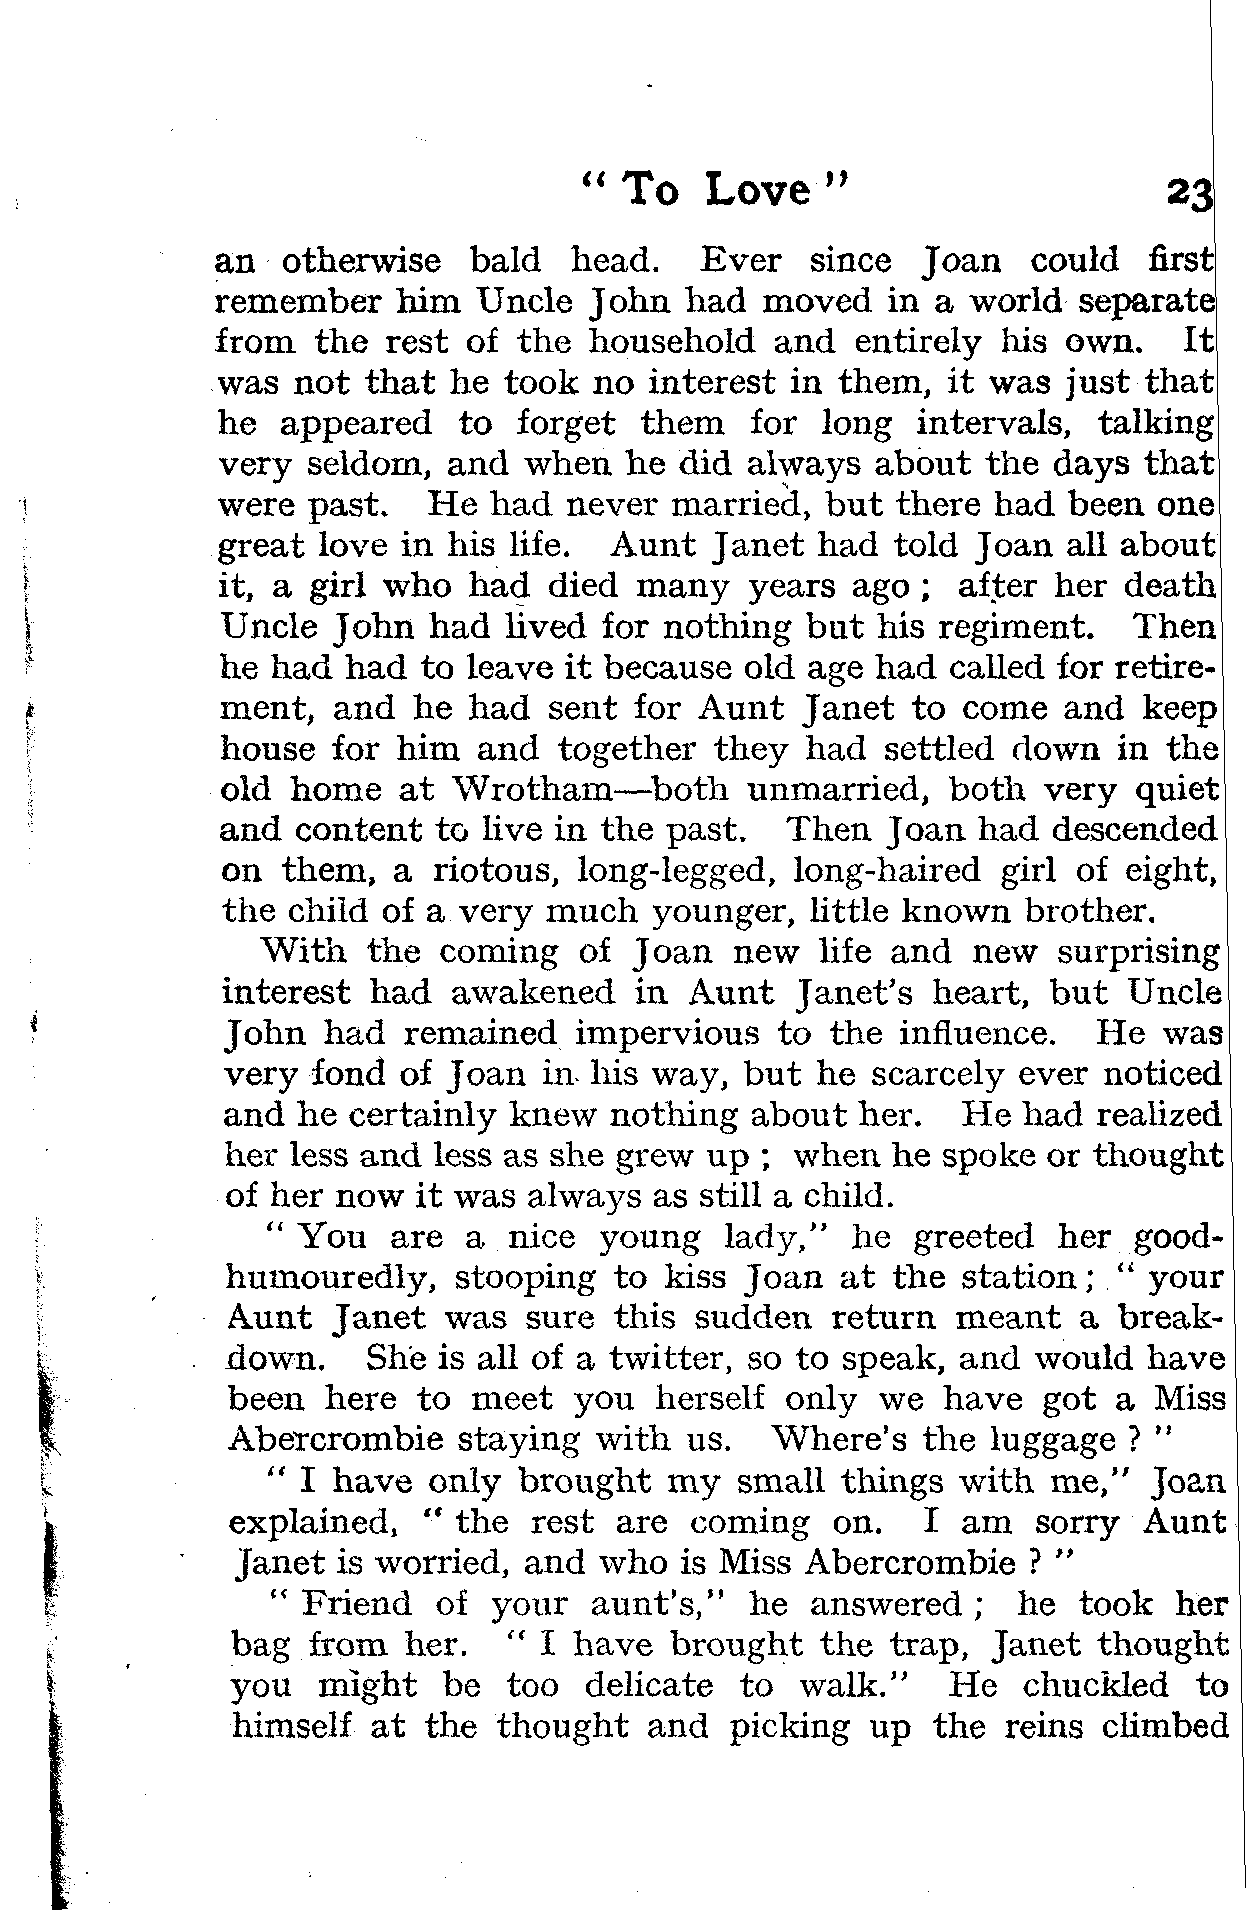 “ To Love ” 23
an otherwise bald head. Ever since Joan could first
remember him Uncle John had moved in a world separate
from the rest of the household and entirely his own. It
was not that he took no interest in them, it was just that
he appeared to forget them for long intervals, talking
very seldom, and when he did always about the days that
were past. He had never married, but there had been one
great love in his life. Aunt Janet had told Joan all about
it, a girl who had died many years ago ; after her death
Uncle John had lived for nothing but his regiment. Then
he had had to leave it because old age had called for retire-
ment, and he had sent for Aunt Janet to come and keep
house for him and together they had settled down in the
old home at Wrotham—both unmarried, both very quiet
and content to live in the past. Then Joan had descended
on them, a riotous, long-legged, long-haired girl of eight,
the child of a very much younger, little known brother.
With the coming of Joan new life and new surprising
interest had awakened in Aunt Janet's heart, but Uncle
John had remained impervious to the influence. He was
very fond of Joan in his way, but he scarcely ever noticed
and he certainly knew nothing about her. He had realized
her less and less as she grew up ; when he spoke or thought
of her now it was always as still a child.
“ You are a nice young lady,” he greeted her good-
humouredly, stooping to kiss Joan at the station ; “ your
Aunt Janet was sure this sudden return meant a break-
down. She is all of a twitter, so to speak, and would have
been here to meet you herself only we have got a Miss
Abercrombie staying with us. Where's the luggage ? ”
“ I have only brought my small things with me,” Joan
explained, “ the rest are coming on. I am sorry Aunt
Janet is worried, and who is Miss Abercrombie ? ”
“ Friend of your aunt's,” he answered ; he took her
bag from her. “ I have brought the trap, Janet thought
you might be too delicate to walk.” He chuckled to
himself at the thought and picking up the reins climbed